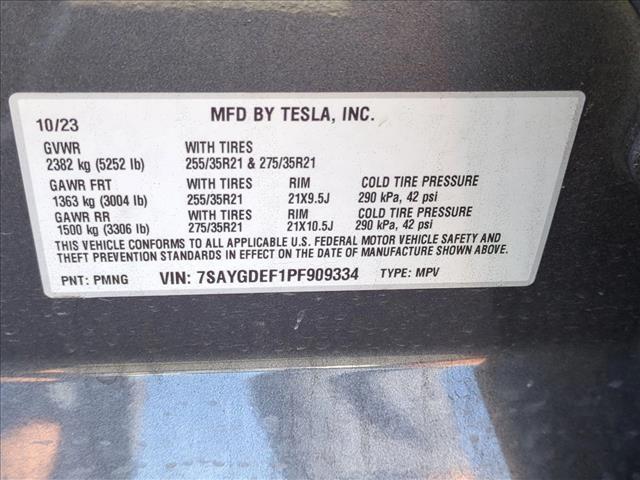 MFD BY TESLA, INC.
10/23
GVWR WITH TIRES
2382 kg (5252 lb) 255/35R21 & 275/35R21
GAWR FRT WITH TIRES RIM COLD TIRE PRESSURE
1363 kg (3004 lb) 255/35R21 21X9.5J 290 kPa, 42 psi
GAWR RR WITH TIRES RIM COLD TIRE PRESSURE
1500 kg (3306 lb) 275/35R21 21X10.5J 290 kPa, 42 psi
THIS VEHICLE CONFORMS TO ALL APPLICABLE U.S. FEDERAL MOTOR VEHICLE SAFETY AND
THEFT PREVENTION STANDARDS IN EFFECT ON THE DATE OF MANUFACTURE SHOWN ABOVE.
PNT: PMNG VIN: 7SAYGDEF1PF909334 TYPE: MPV